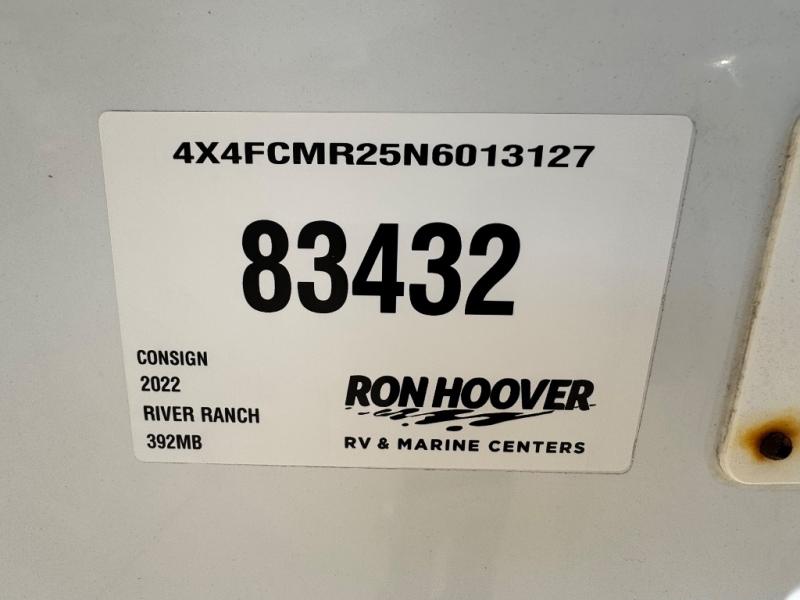 4X4FCMR25N6013127
83432
CONSIGN
2022
RIVER RANCH
392MB
RON HOOVER
RV & MARINE CENTERS